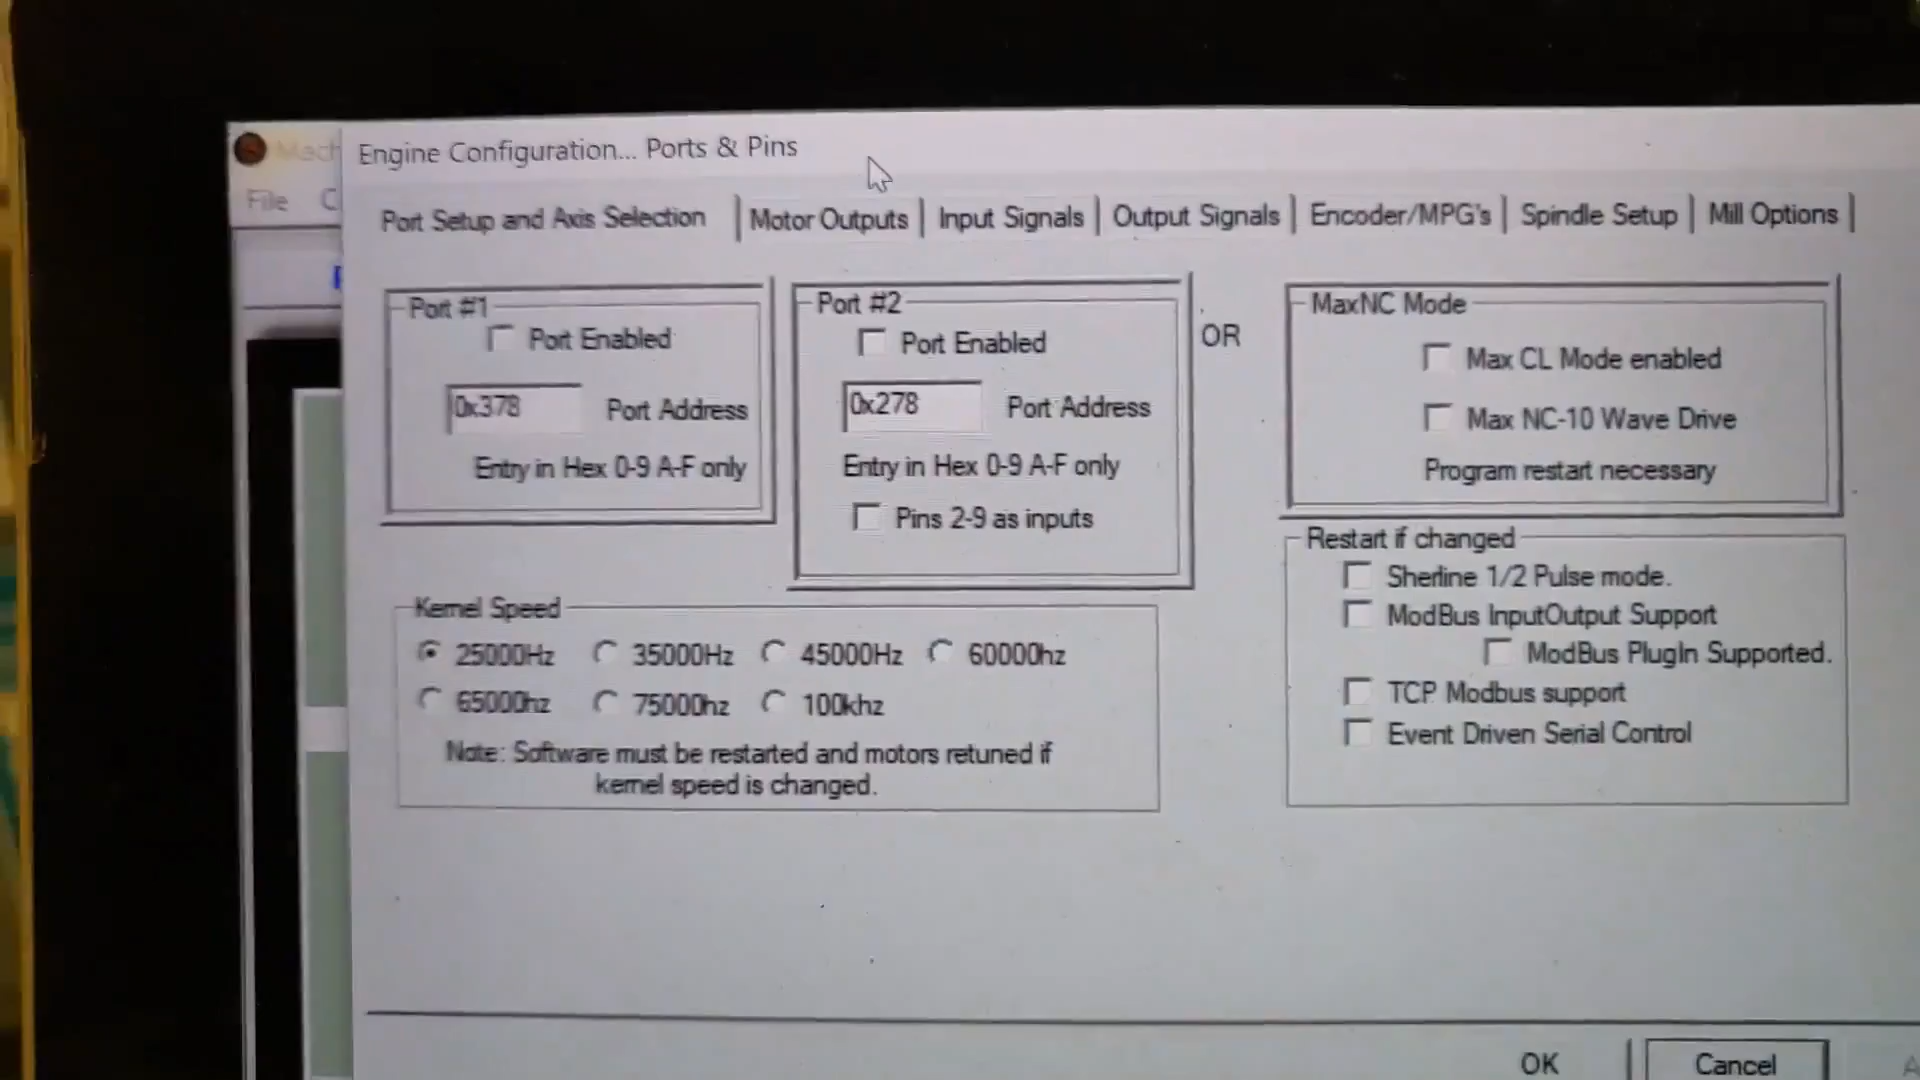 Mach
Engine Configuration... Ports & Pins
File
Port Setup and Axis Selection
Motor Outputs
Input Signals
Output Signals
Encoder/MPG's
Spindle Setup
Mill Options
Port #1
Port Enabled
0x378
Port Address
Entry in Hex 0-9 A-F only
Port #2
Port Enabled
0x278
Port Address
Entry in Hex 0-9 A-F only
Pins 2-9 as inputs
OR
MaxNC Mode
Max CL Mode enabled
Max NC-10 Wave Drive
Program restart necessary
Restart if changed
Sherline 1/2 Pulse mode.
ModBus InputOutput Support
ModBus PlugIn Supported.
TCP Modbus support
Event Driven Serial Control
Kernel Speed
25000Hz
35000Hz
45000Hz
60000hz
65000hz
75000hz
100khz
Note: Software must be restarted and motors retuned if
kernel speed is changed.
OK
Cancel